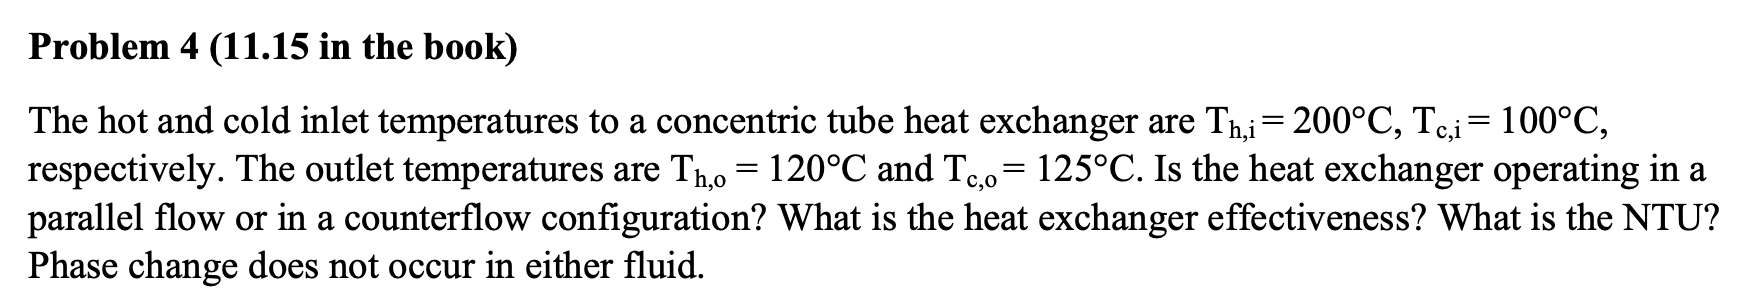 Problem 4 (11.15 in the book)
The hot and cold inlet temperatures to a concentric tube heat exchanger are Th,i = 200°C, Tc,i = 100°C,
respectively. The outlet temperatures are Th,o = 120°C and Tc,o = 125°C. Is the heat exchanger operating in a
parallel flow or in a counterflow configuration? What is the heat exchanger effectiveness? What is the NTU?
Phase change does not occur in either fluid.